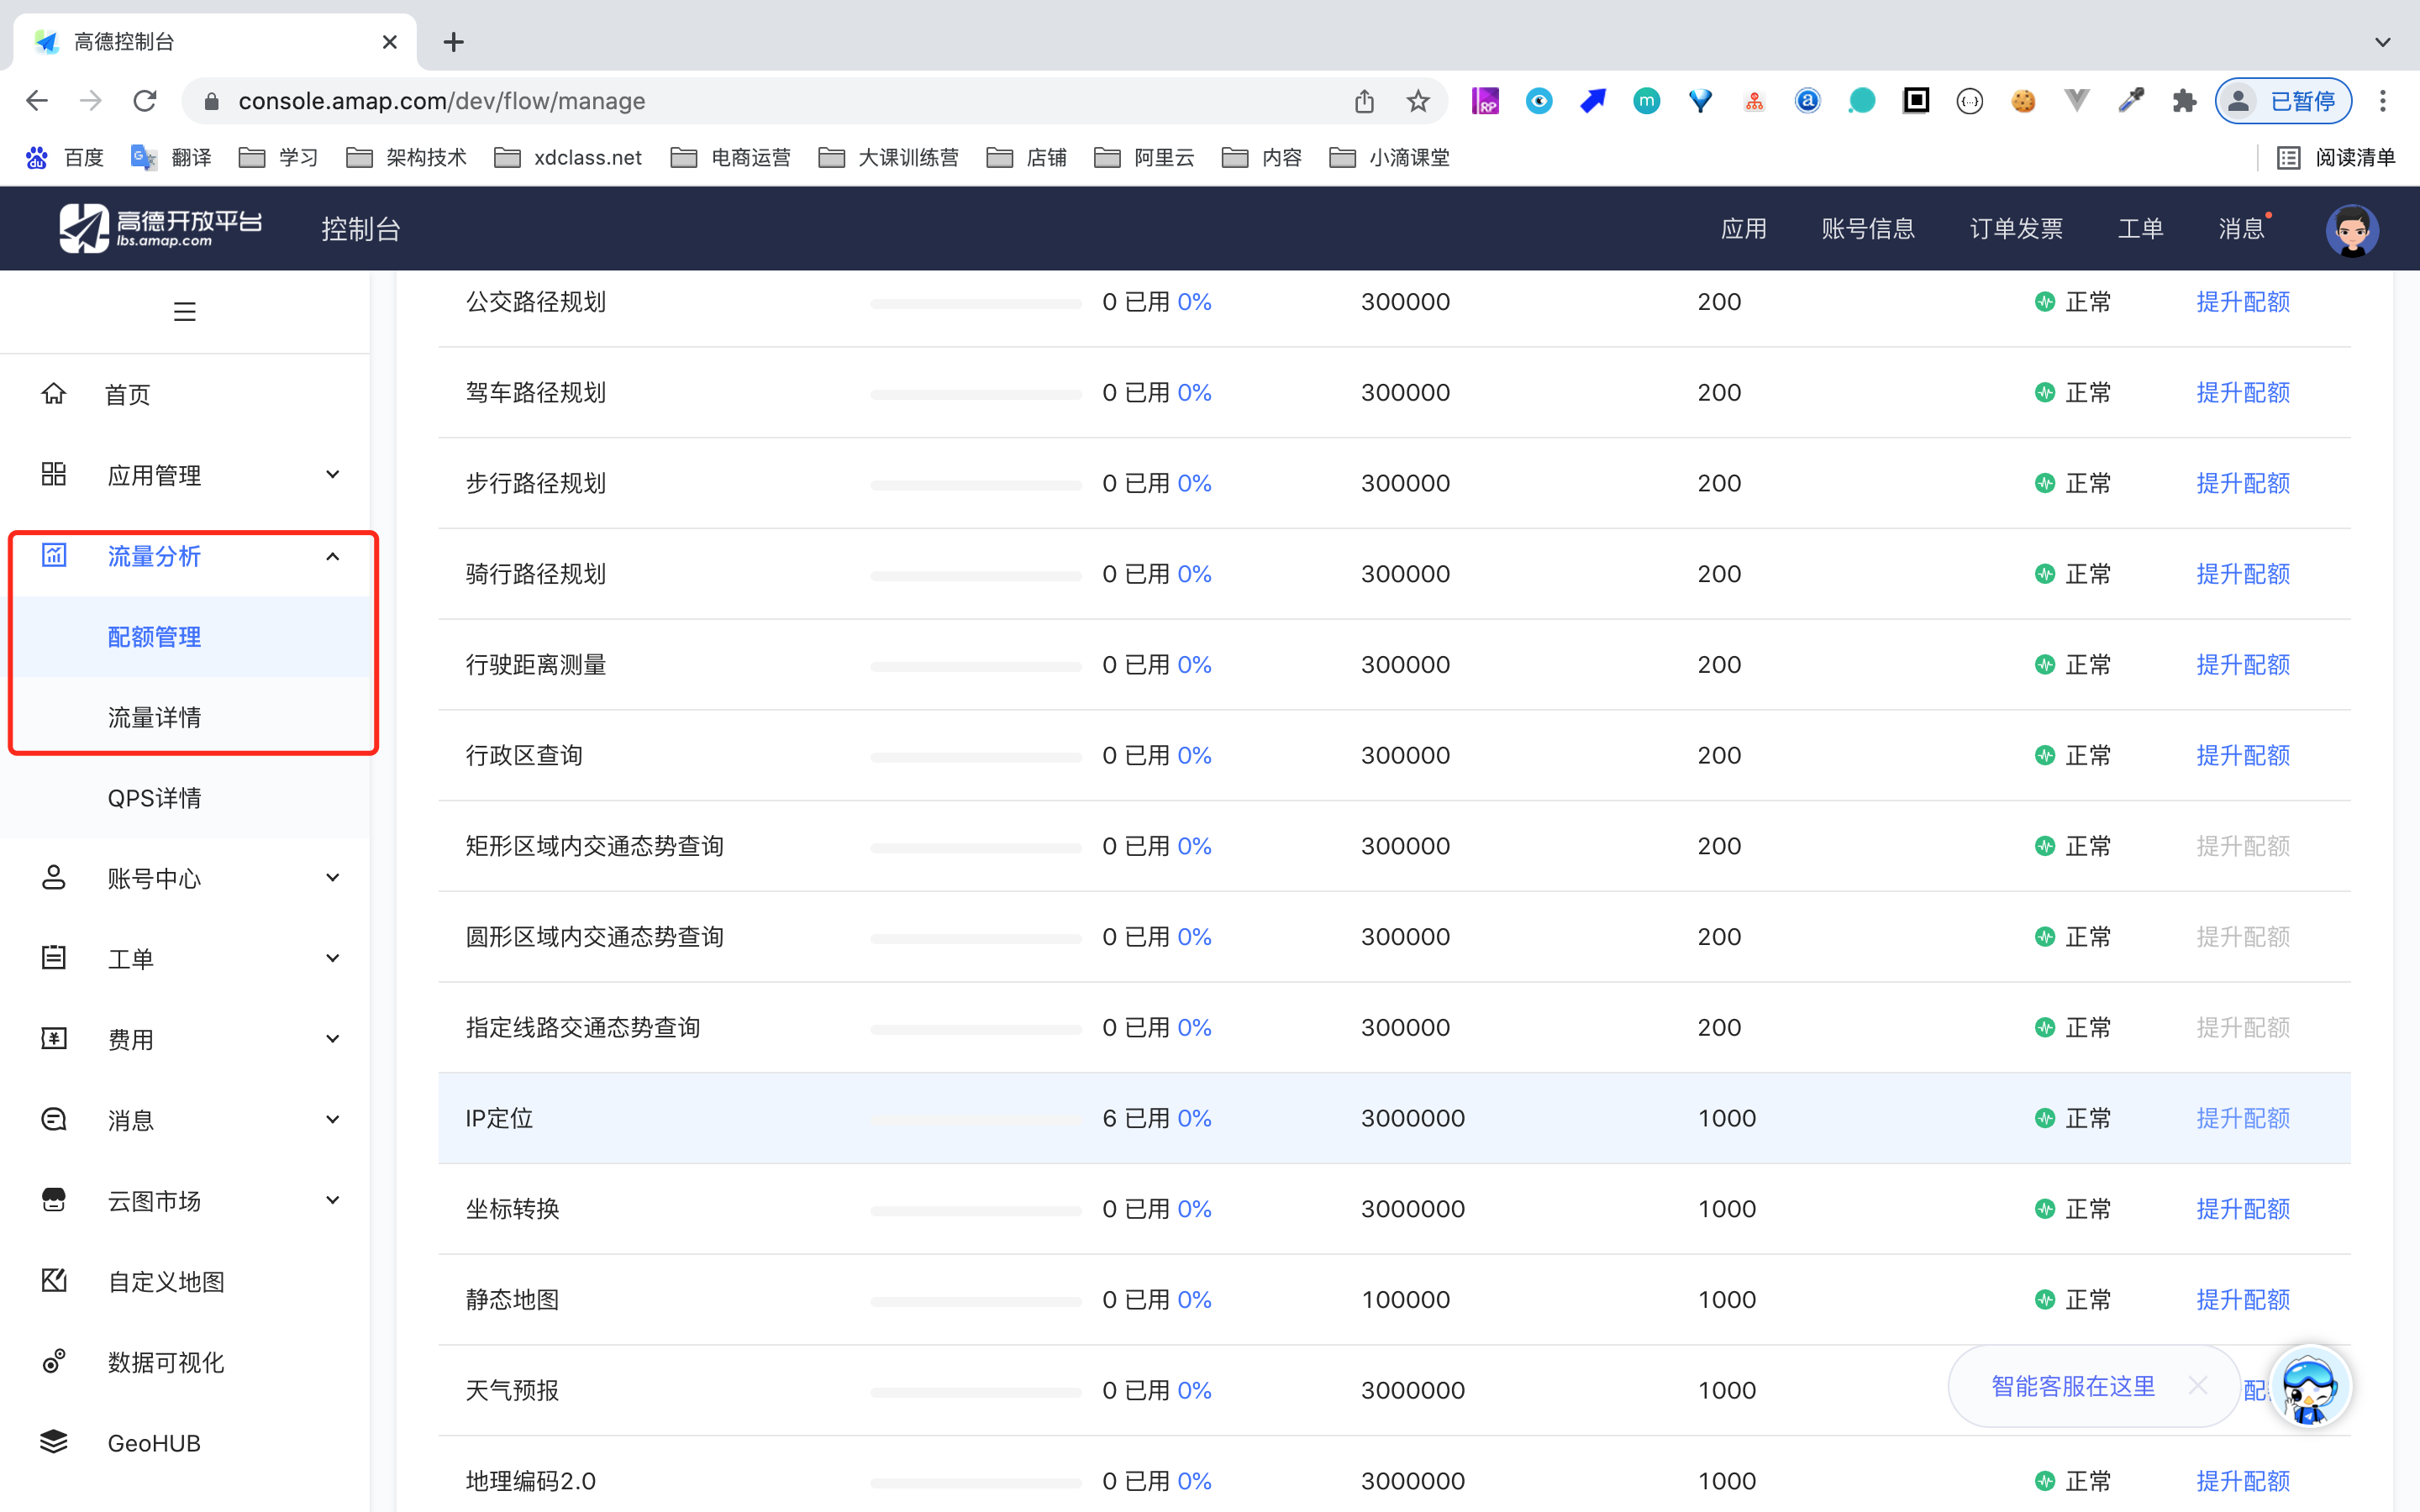 高德控制台
console.amap.com/dev/flow/manage
RP
m
a
已暂停
du 百度 G 翻译 学习 架构技术 xdclass.net 电商运营 大课训练营 店铺 阿里云 内容 小滴课堂 阅读清单
高德开放平台
lbs.amap.com
控制台 应用 账号信息 订单发票 工单 消息
首页
应用管理
流量分析
配额管理
流量详情
QPS详情
账号中心
工单
费用
消息
云图市场
自定义地图
数据可视化
GeoHUB
公交路径规划 0 已用 0% 300000 200 正常 提升配额
驾车路径规划 0 已用 0% 300000 200 正常 提升配额
步行路径规划 0 已用 0% 300000 200 正常 提升配额
骑行路径规划 0 已用 0% 300000 200 正常 提升配额
行驶距离测量 0 已用 0% 300000 200 正常 提升配额
行政区查询 0 已用 0% 300000 200 正常 提升配额
矩形区域内交通态势查询 0 已用 0% 300000 200 正常 提升配额
圆形区域内交通态势查询 0 已用 0% 300000 200 正常 提升配额
指定线路交通态势查询 0 已用 0% 300000 200 正常 提升配额
IP定位 6 已用 0% 3000000 1000 正常 提升配额
坐标转换 0 已用 0% 3000000 1000 正常 提升配额
静态地图 0 已用 0% 100000 1000 正常 提升配额
天气预报 0 已用 0% 3000000 1000 配
智能客服在这里
地理编码2.0 0 已用 0% 3000000 1000 正常 提升配额